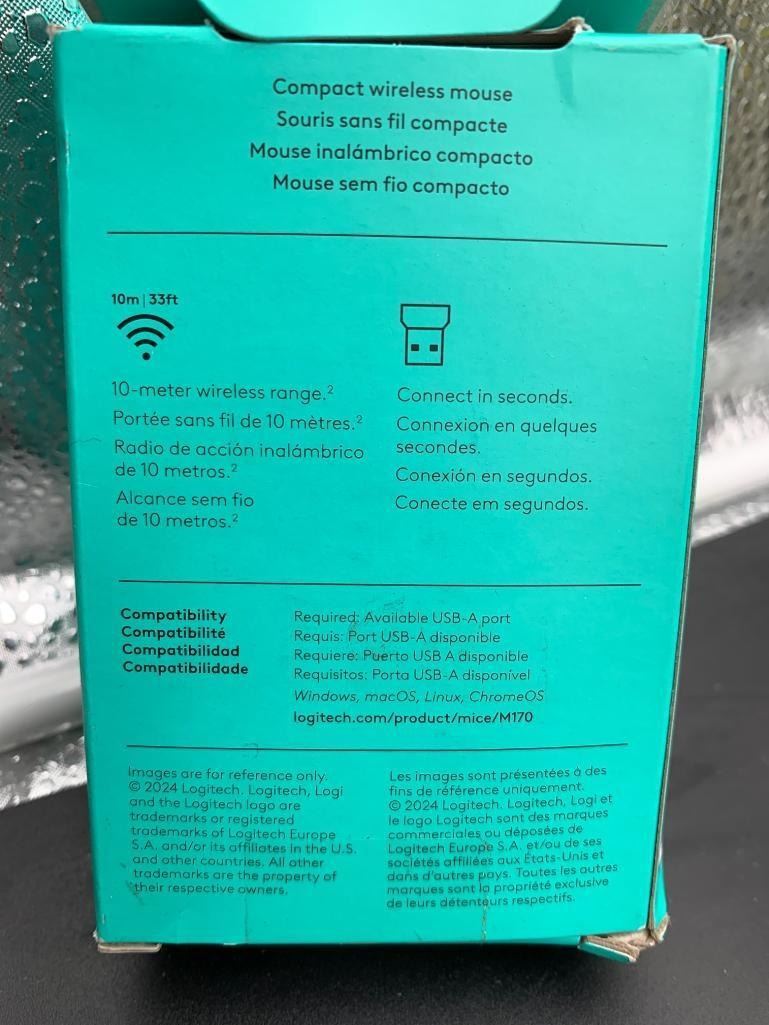 Compact wireless mouse
Souris sans fil compacte
Mouse inalámbrico compacto
Mouse sem fio compacto
10m | 33ft
10-meter wireless range.²
Portée sans fil de 10 mètres.²
Radio de acción inalámbrico
de 10 metros.²
Alcance sem fio
de 10 metros.²
Connect in seconds.
Connexion en quelques
secondes.
Conexión en segundos.
Conecte em segundos.
Compatibility
Compatibilité
Compatibilidad
Compatibilidade
Required: Available USB-A port
Requis: Port USB-A disponible
Requiere: Puerto USB A disponible
Requisitos: Porta USB-A disponível
Windows, macOS, Linux, ChromeOS
logitech.com/product/mice/M170
Images are for reference only.
© 2024 Logitech. Logitech, Logi
and the Logitech logo are
trademarks or registered
trademarks of Logitech Europe
S.A. and/or its affiliates in the U.S.
and other countries. All other
trademarks are the property of
their respective owners.
Les images sont présentées à des
fins de référence uniquement.
© 2024 Logitech. Logitech, Logi et
le logo Logitech sont des marques
commerciales ou déposées de
Logitech Europe S.A. et/ou de ses
sociétés affiliées aux États-Unis et
dans d'autres pays. Toutes les autres
marques sont la propriété exclusive
de leurs détenteurs respectifs.